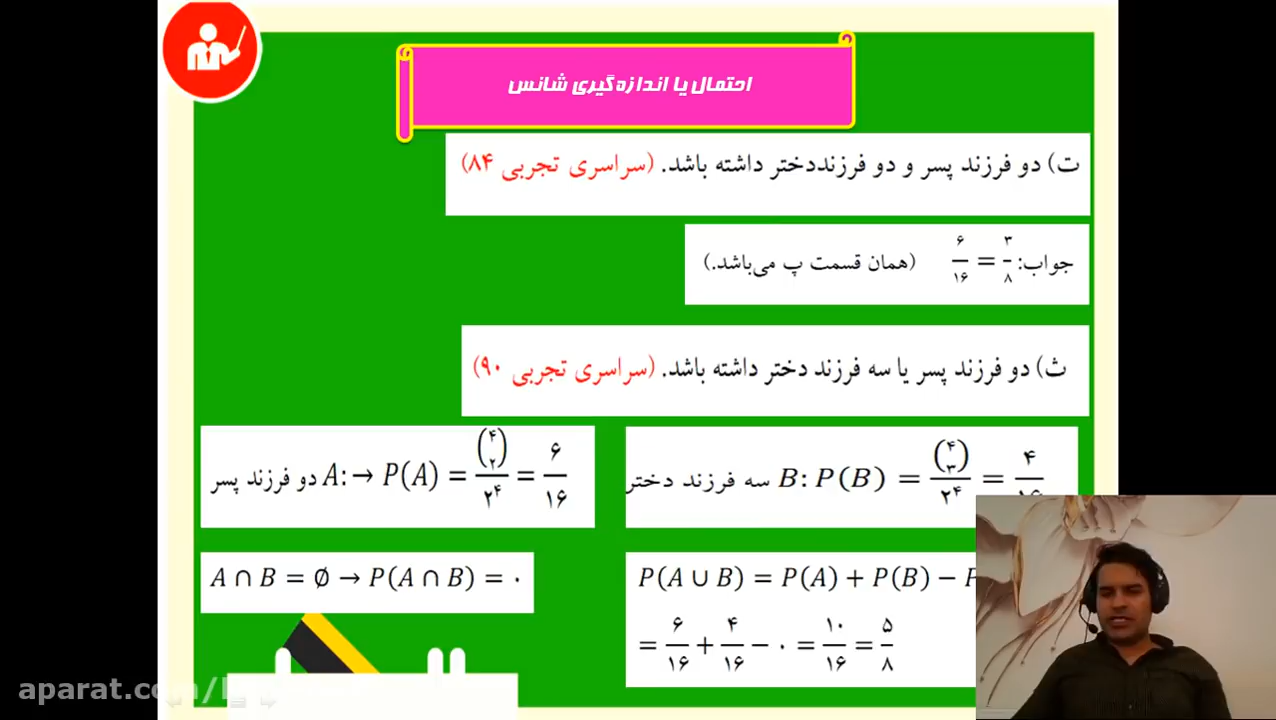 احتمال یا اندازه‌گیری شانس
ت) دو فرزند پسر و دو فرزنددختر داشته باشد. (سراسری تجربی ۸۴)
جواب: ۳/۸ = ۶/۱۶ (همان قسمت پ می‌باشد.)
ث) دو فرزند پسر یا سه فرزند دختر داشته باشد. (سراسری تجربی ۹۰)
دو فرزند پسر A: → P(A) = (۴ ۲)/۲^۴ = ۶/۱۶
سه فرزند دختر B: P(B) = (۴ ۳)/۲^۴ = ۴/۱۶
A ∩ B = ∅ → P(A ∩ B) = ۰
P(A ∪ B) = P(A) + P(B) − P
= ۶/۱۶ + ۴/۱۶ − ۰ = ۱۰/۱۶ = ۵/۸
aparat.com/